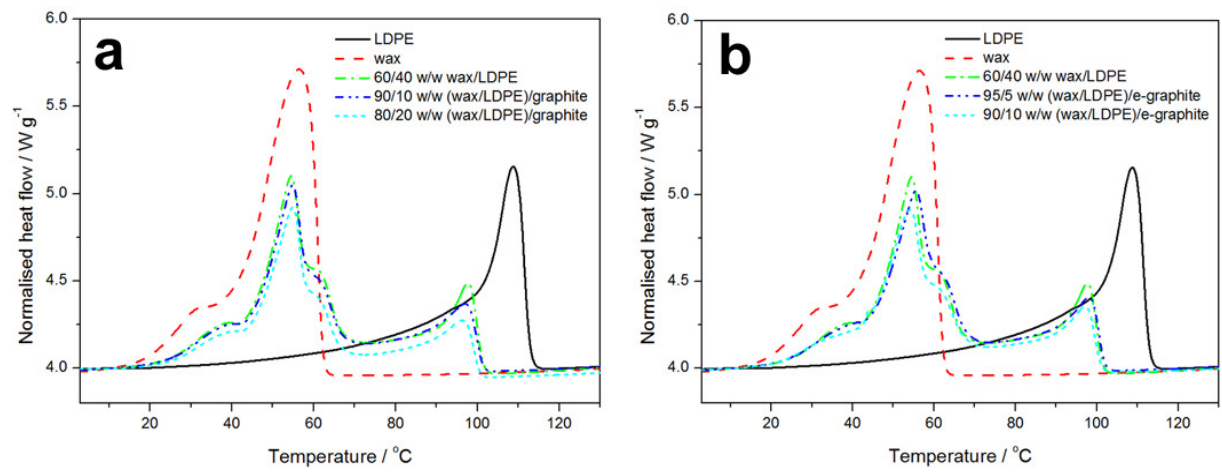 a
6.0
5.5
5.0
4.5
4.0
Normalised heat flow / W g⁻¹
LDPE
wax
60/40 w/w wax/LDPE
90/10 w/w (wax/LDPE)/graphite
80/20 w/w (wax/LDPE)/graphite
20 40 60 80 100 120
Temperature / °C
b
6.0
5.5
5.0
4.5
4.0
Normalised heat flow / W g⁻¹
LDPE
wax
60/40 w/w wax/LDPE
95/5 w/w (wax/LDPE)/e-graphite
90/10 w/w (wax/LDPE)/e-graphite
20 40 60 80 100 120
Temperature / °C